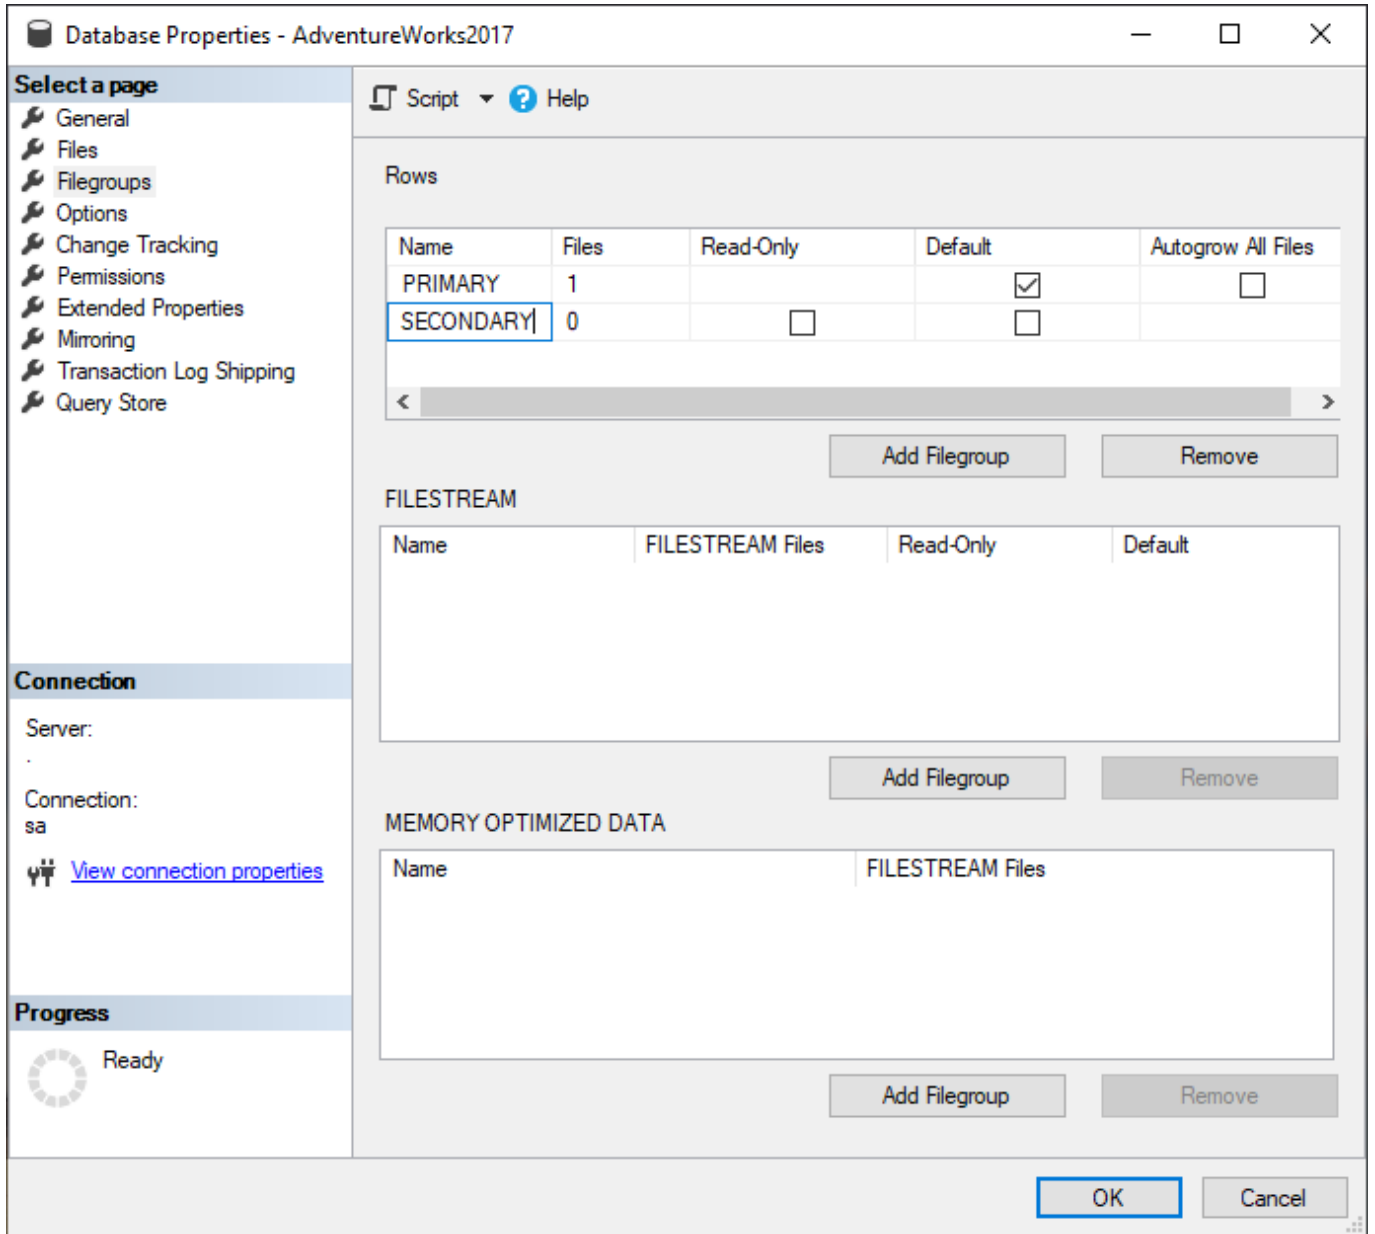 Database Properties - AdventureWorks2017
Select a page
General
Files
Filegroups
Options
Change Tracking
Permissions
Extended Properties
Mirroring
Transaction Log Shipping
Query Store
Connection
Server:
.
Connection:
sa
View connection properties
Progress
Ready
Script ? Help
Rows
Name Files Read-Only Default Autogrow All Files
PRIMARY 1
SECONDARY 0
Add Filegroup Remove
FILESTREAM
Name FILESTREAM Files Read-Only Default
Add Filegroup Remove
MEMORY OPTIMIZED DATA
Name FILESTREAM Files
Add Filegroup Remove
OK Cancel